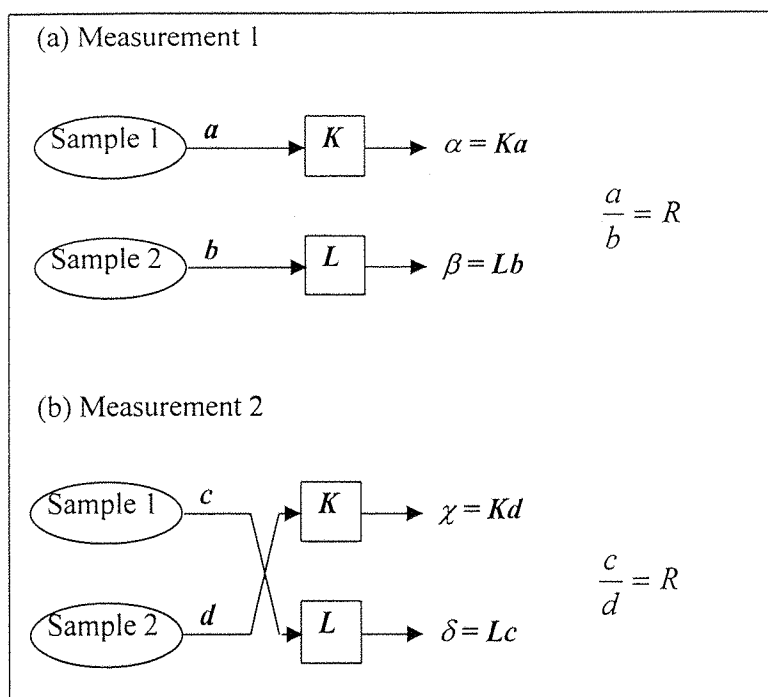 (a) Measurement 1
Sample 1 a K α = Ka
a/b = R
Sample 2 b L β = Lb
(b) Measurement 2
Sample 1 c K χ = Kd
c/d = R
Sample 2 d L δ = Lc